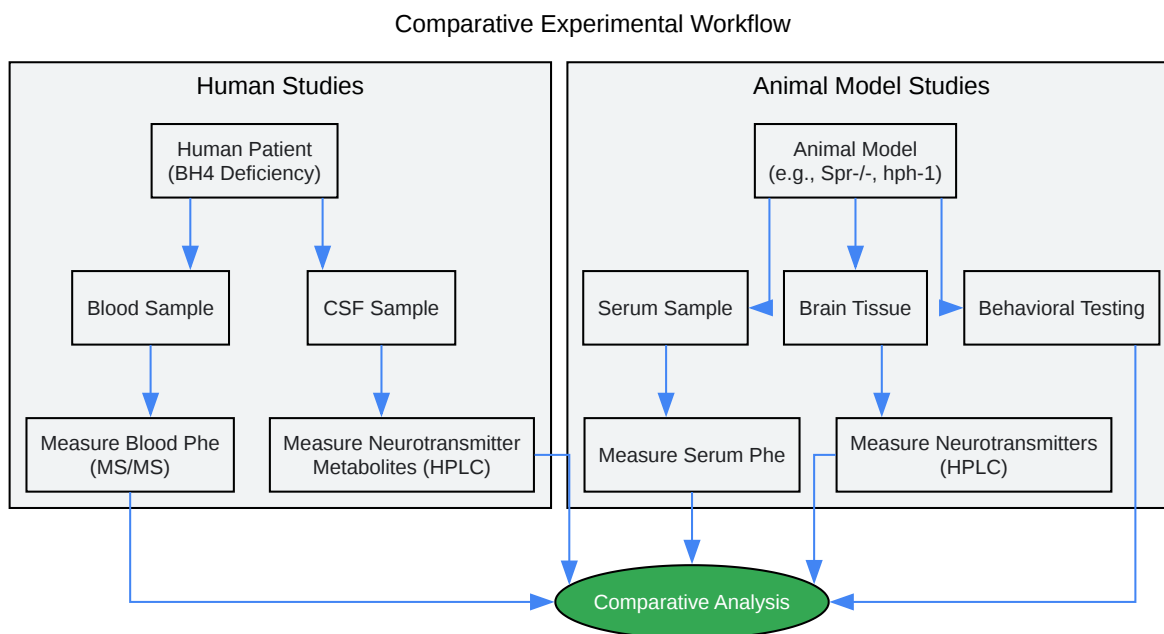 Comparative Experimental Workflow
Human Studies
Human Patient
(BH4 Deficiency)
Blood Sample
CSF Sample
Measure Blood Phe
(MS/MS)
Measure Neurotransmitter
Metabolites (HPLC)
Animal Model Studies
Animal Model
(e.g., Spr-/-, hph-1)
Serum Sample
Brain Tissue
Behavioral Testing
Measure Serum Phe
Measure Neurotransmitters
(HPLC)
Comparative Analysis